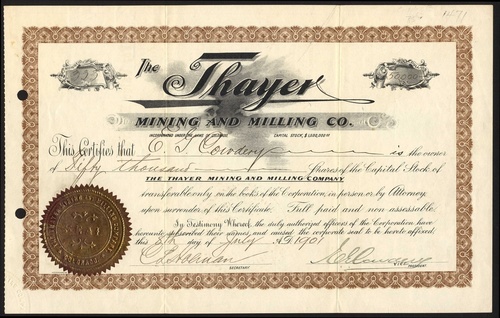 The
Thayer
MINING AND MILLING CO.
INCORPORATED UNDER THE LAWS OF COLORADO. CAPITAL STOCK, $1,250,000.00
This Certifies that is the owner
of Fifty thousand Shares of the Capital Stock of
THE THAYER MINING AND MILLING COMPANY
transferable only on the books of the Corporation, in person or by Attorney,
upon surrender of this Certificate. Full paid and non-assessable.
In Testimony Whereof, the duly authorized officers of the Corporation have
hereunto subscribed their names, and caused the corporate seal to be hereto affixed,
this 8th day of July A.D. 1901
SECRETARY